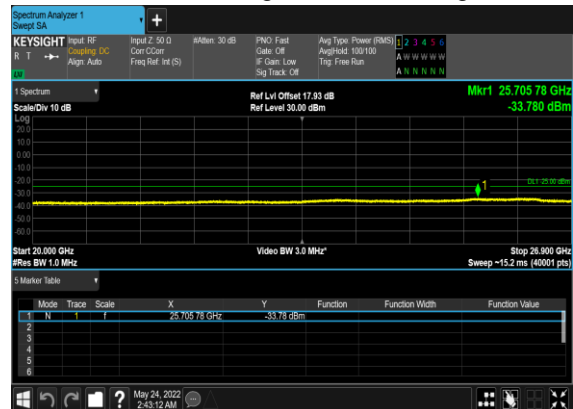 Spectrum Analyzer 1
Swept SA
+
KEYSIGHT Input: RF Input Z: 50 Ω #Atten: 30 dB PNO: Fast Avg Type: Power (RMS) 1 2 3 4 5 6
R T Coupling: DC Corr CCorr Gate: Off Avg|Hold: 100/100 A W W W W W
Align: Auto Freq Ref: Int (S) IF Gain: Low Trig: Free Run
LW Sig Track: Off A N N N N N
1 Spectrum Ref Lvl Offset 17.93 dB Mkr1 25.705 78 GHz
Scale/Div 10 dB Ref Level 30.00 dBm -33.780 dBm
Log
20.0
10.0
0.00
-10.0
-20.0
1 DL1 -25.00 dBm
-30.0
-40.0
-50.0
-60.0
Start 20.000 GHz Video BW 3.0 MHz* Stop 26.900 GHz
#Res BW 1.0 MHz Sweep ~15.2 ms (40001 pts)
5 Marker Table
Mode Trace Scale X Y Function Function Width Function Value
1 N 1 f 25.705 78 GHz -33.78 dBm
2
3
4
5
6
? May 24, 2022
2:43:12 AM